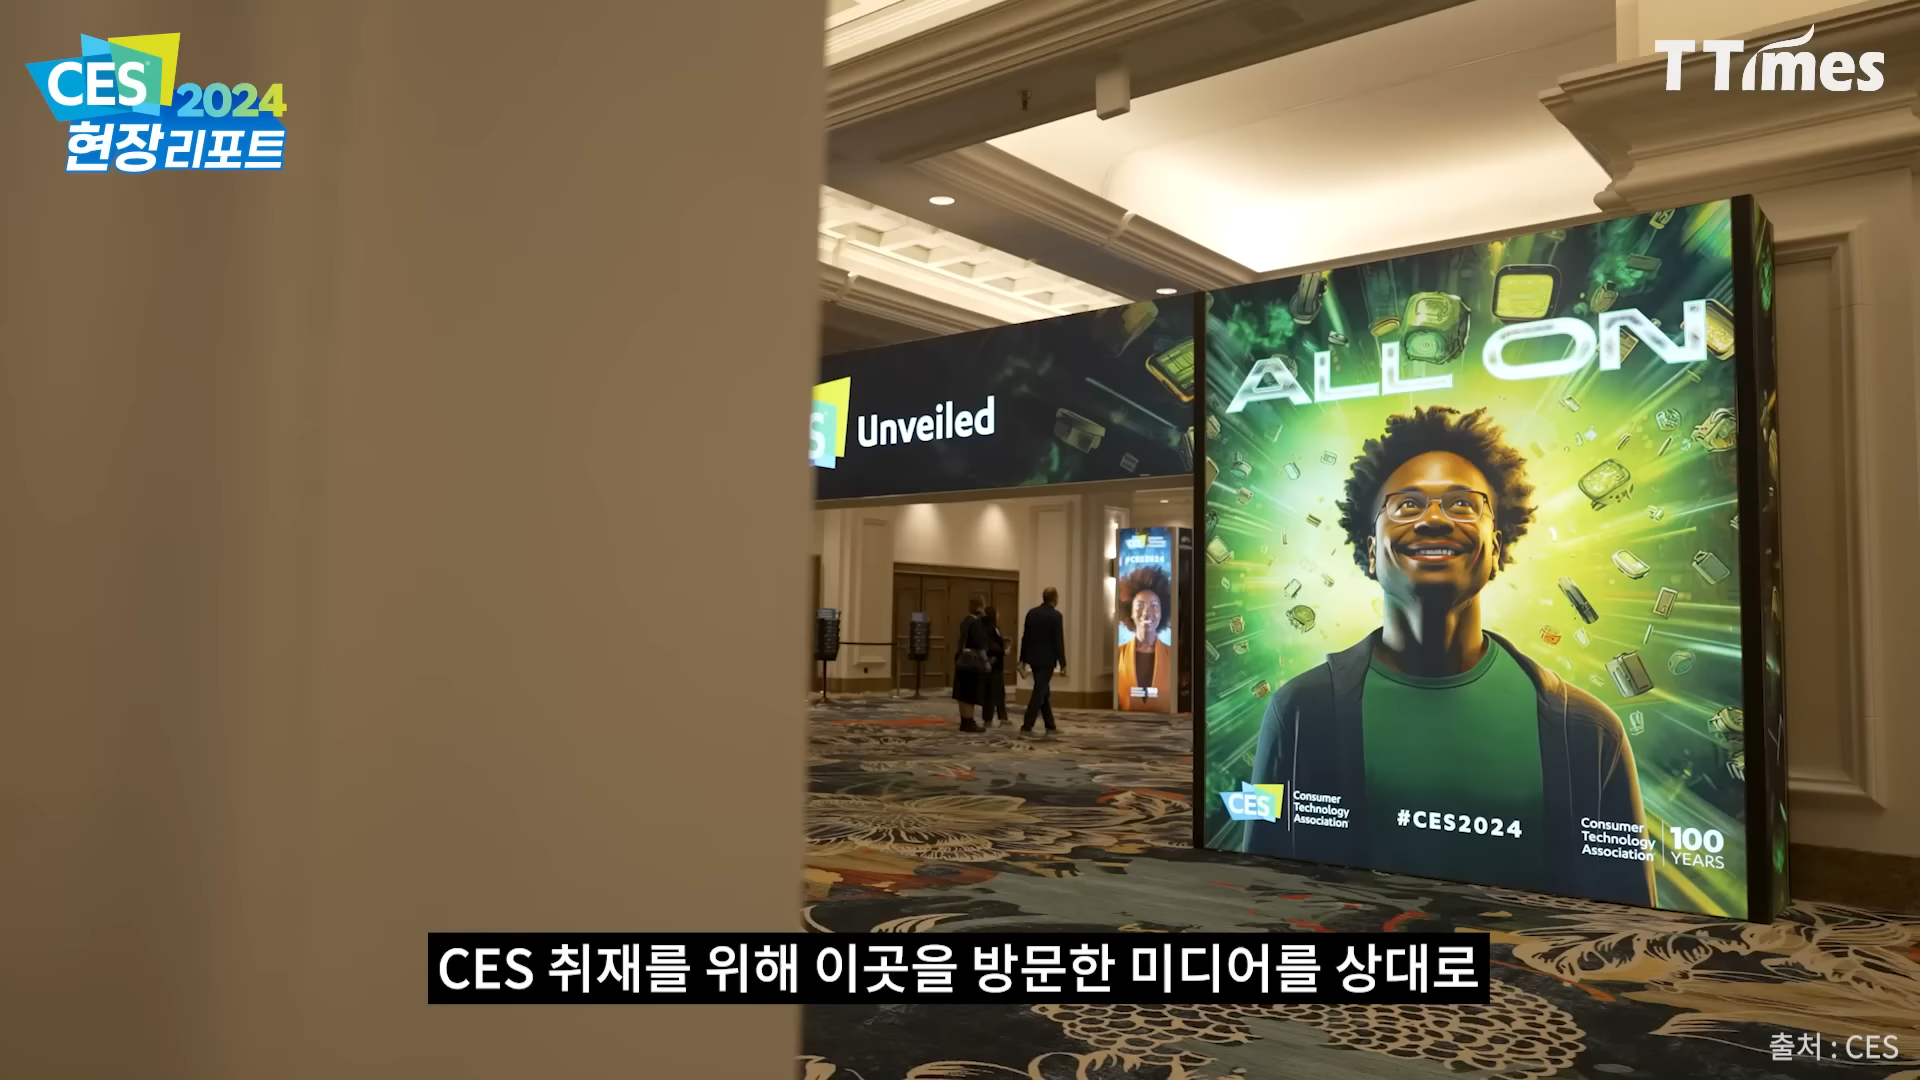 CES 2024
현장리포트
TTimes
ALL ON
S Unveiled
#CES2024
CES
Consumer
Technology
Association
#CES2024
Consumer
Technology
Association
100
YEARS
CES 취재를 위해 이곳을 방문한 미디어를 상대로
출처 : CES